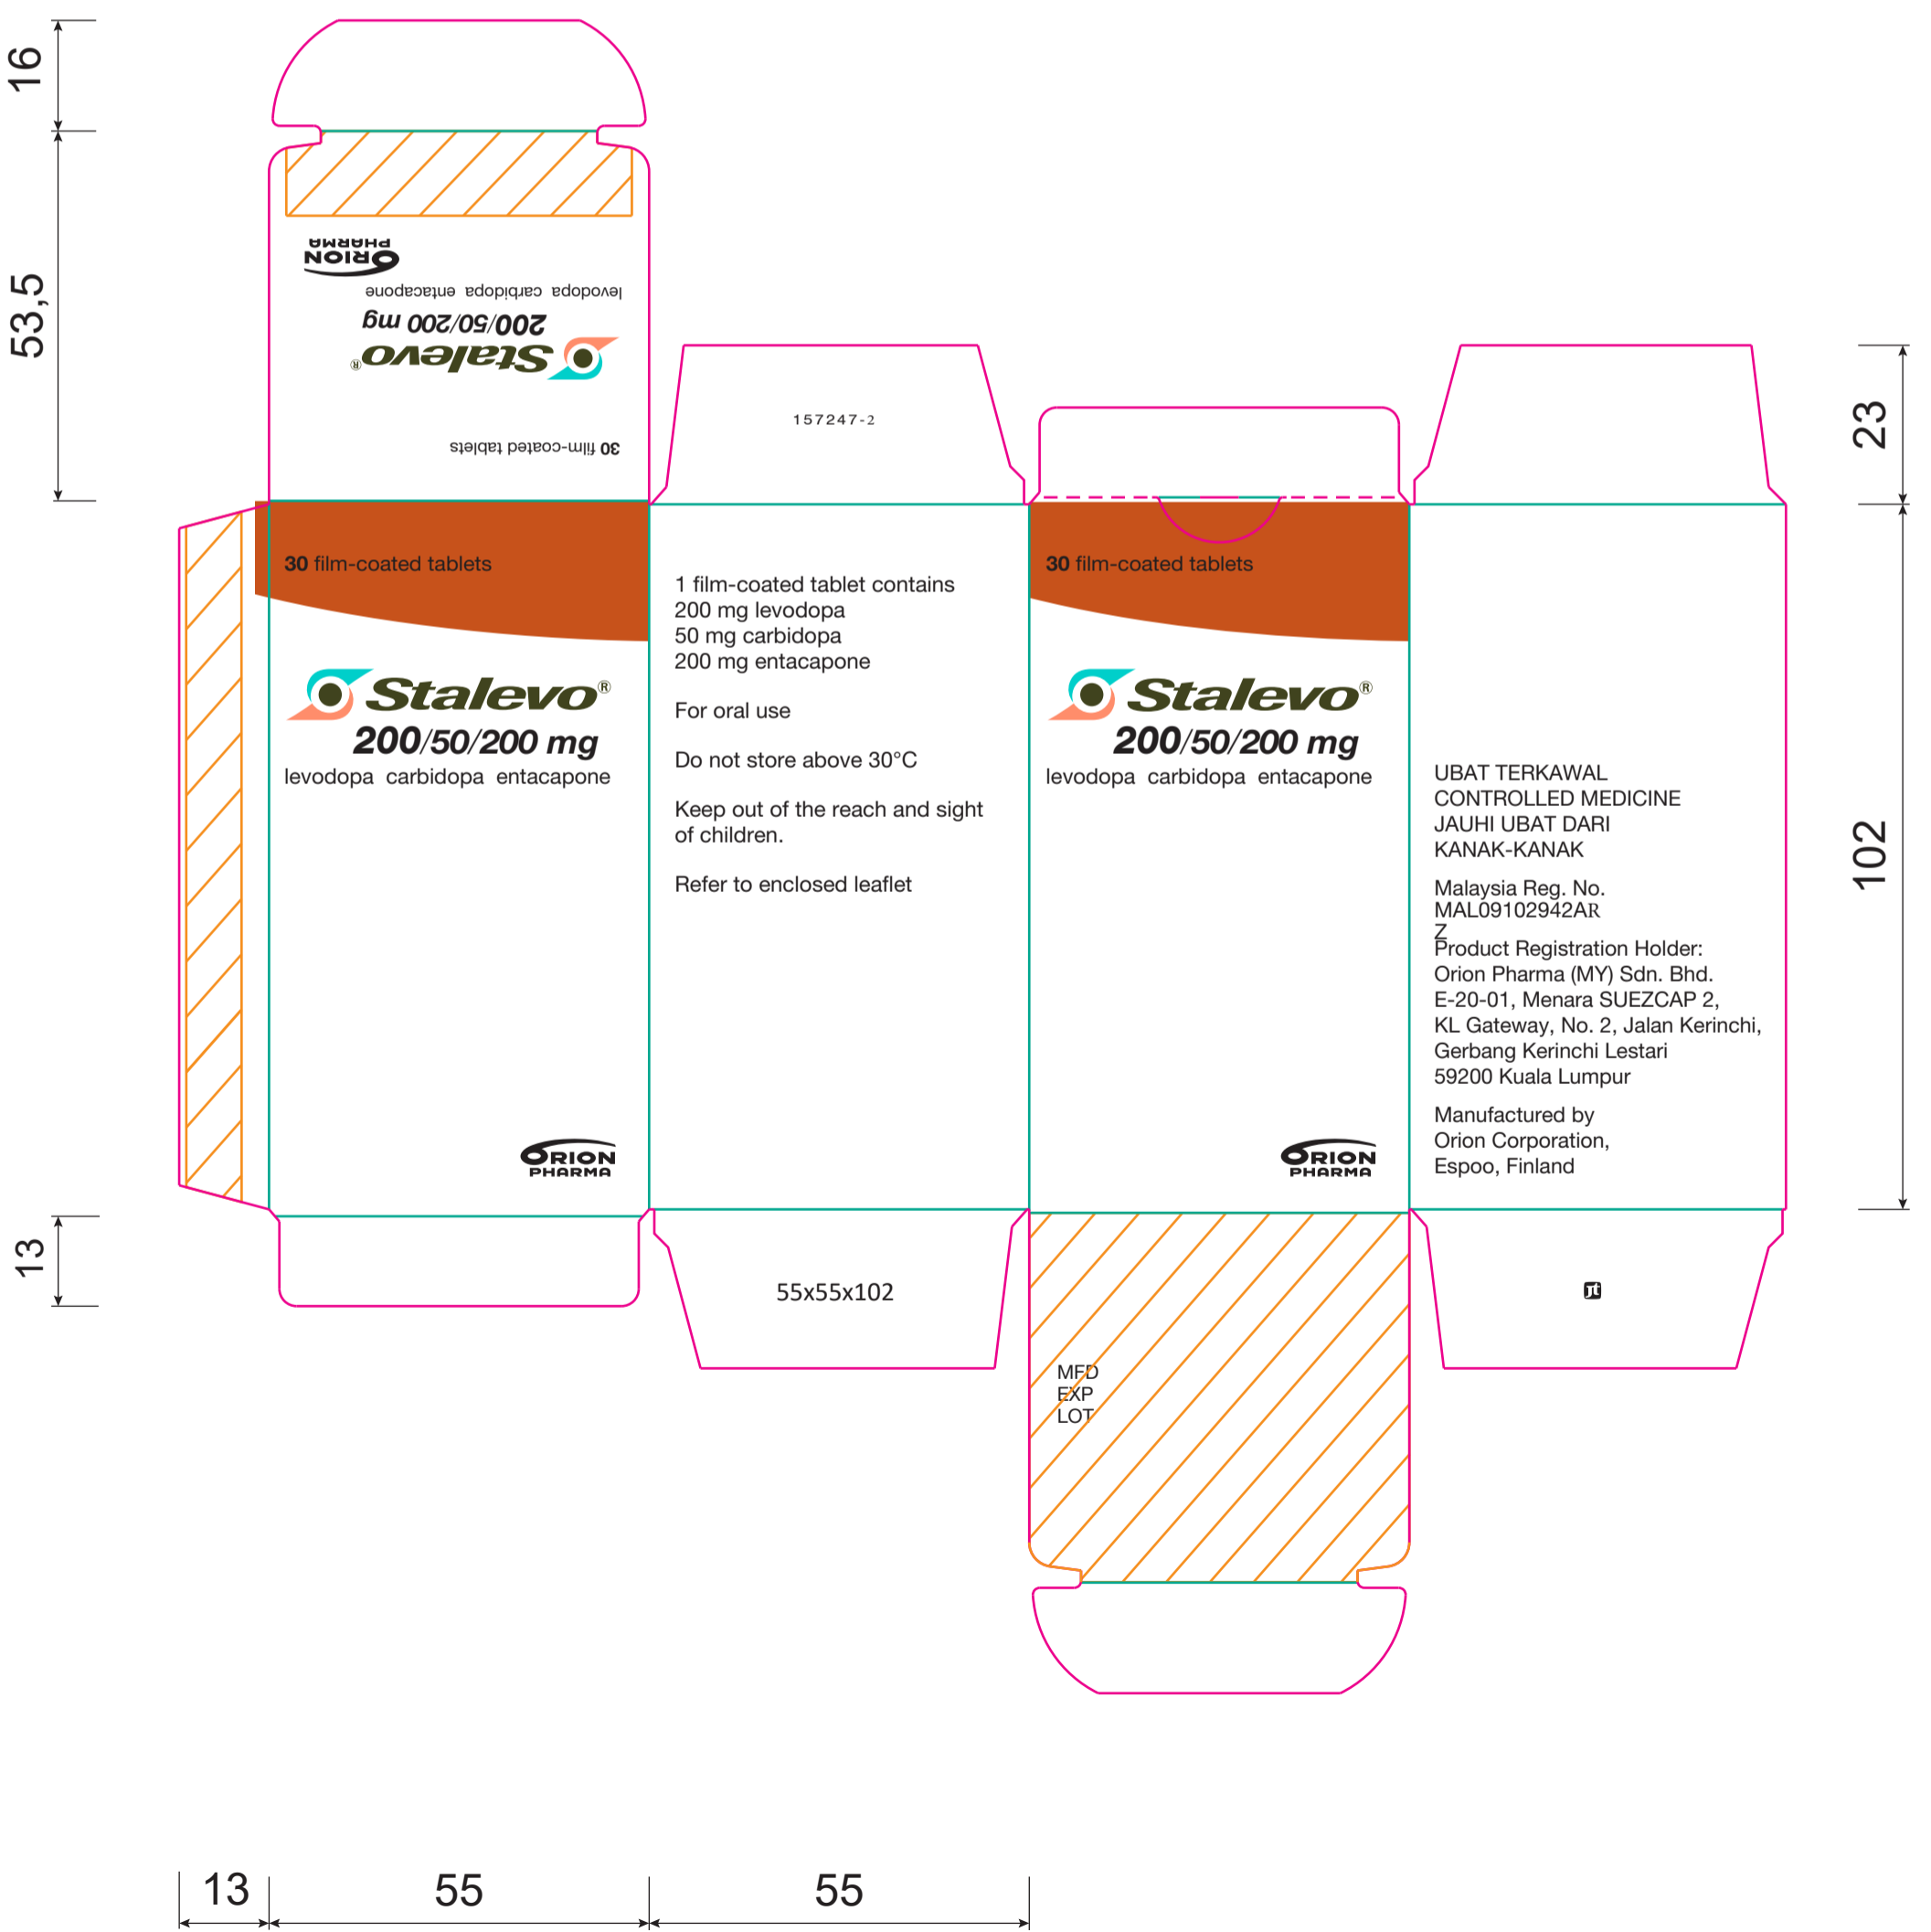 16
53,5
ORION
PHARMA
levodopa carbidopa entacapone
200/50/200 mg
Stalevo®
30 film-coated tablets
157247-2
23
30 film-coated tablets
Stalevo®
200/50/200 mg
levodopa carbidopa entacapone
ORION
PHARMA
1 film-coated tablet contains
200 mg levodopa
50 mg carbidopa
200 mg entacapone
For oral use
Do not store above 30°C
Keep out of the reach and sight
of children.
Refer to enclosed leaflet
30 film-coated tablets
Stalevo®
200/50/200 mg
levodopa carbidopa entacapone
ORION
PHARMA
UBAT TERKAWAL
CONTROLLED MEDICINE
JAUHI UBAT DARI
KANAK-KANAK
Malaysia Reg. No.
MAL09102942AR
Z
Product Registration Holder:
Orion Pharma (MY) Sdn. Bhd.
E-20-01, Menara SUEZCAP 2,
KL Gateway, No. 2, Jalan Kerinchi,
Gerbang Kerinchi Lestari
59200 Kuala Lumpur
Manufactured by
Orion Corporation,
Espoo, Finland
102
13
55x55x102
MFD
EXP
LOT
jt
13
55
55